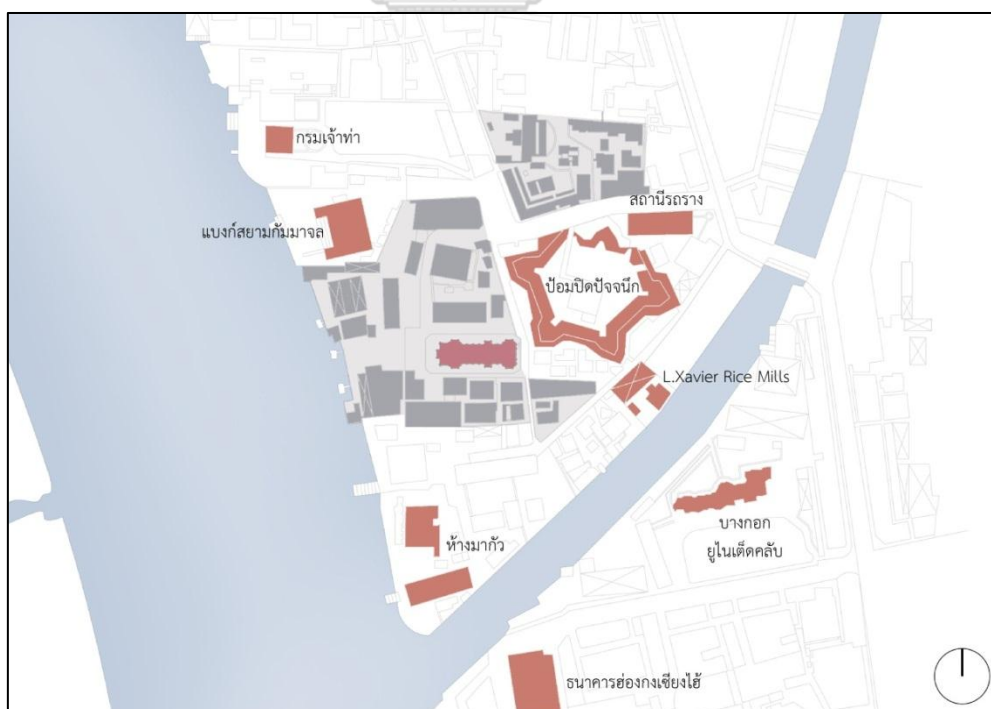 กรมเจ้าท่า
สถานีรถราง
แบงก์สยามกัมมาจล
ป้อมปิดปัจจนึก
L.Xavier Rice Mills
บางกอก
ยูไนเต็ดคลับ
ห้างมากัว
ธนาคารฮ่องกงเซียงไฮ้